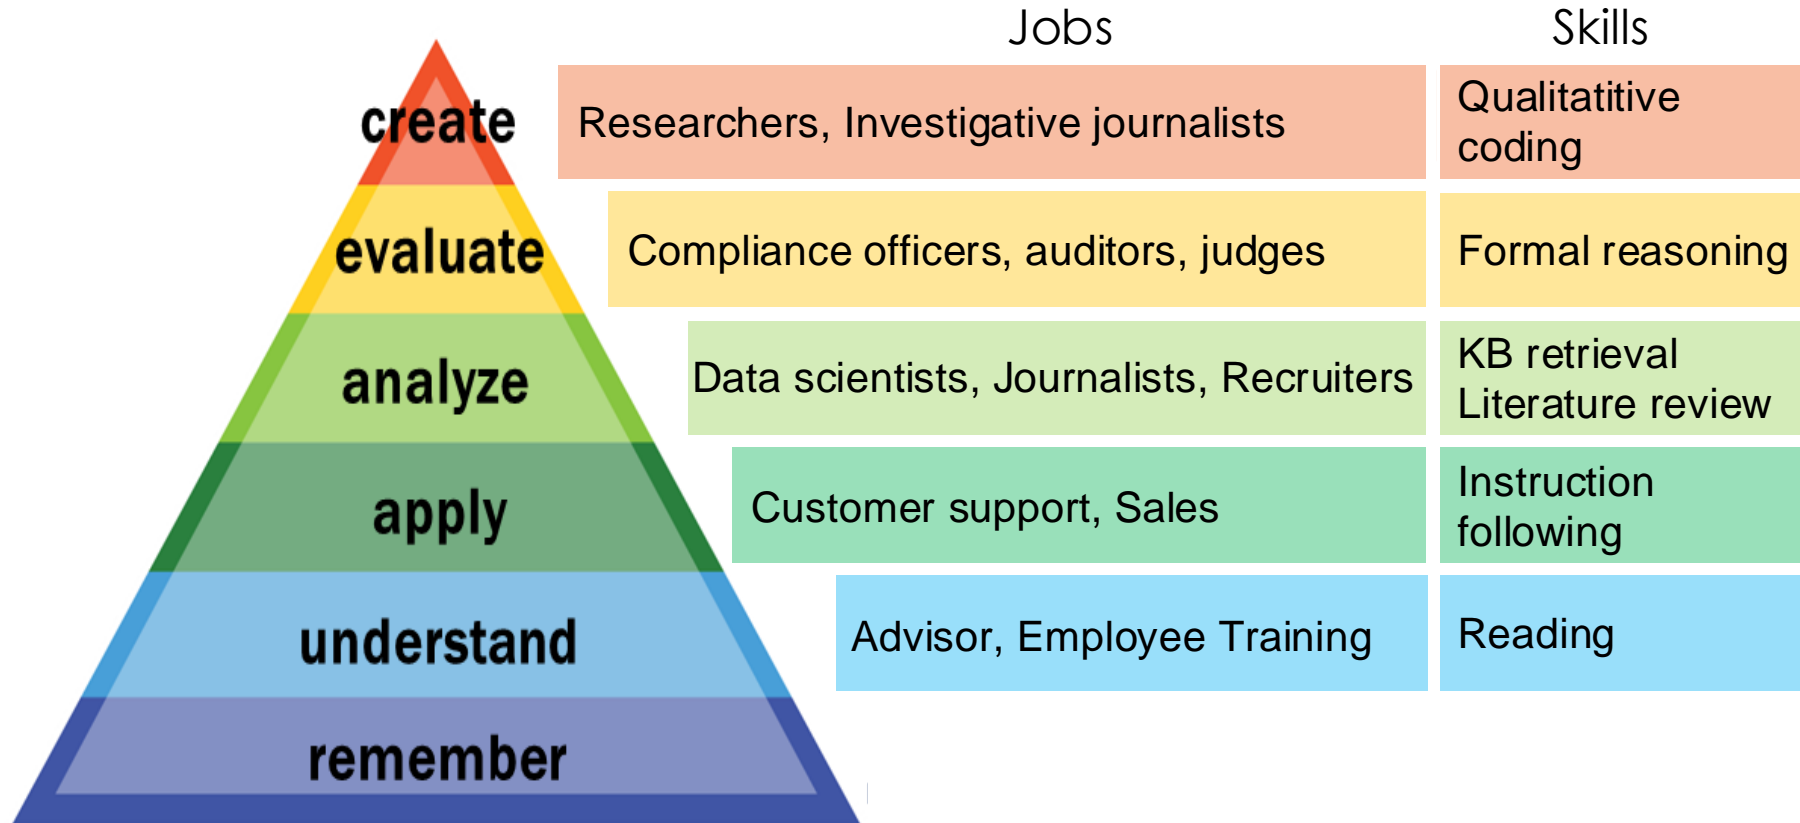 Jobs Skills
create Researchers, Investigative journalists Qualitatitive
coding
evaluate Compliance officers, auditors, judges Formal reasoning
analyze Data scientists, Journalists, Recruiters KB retrieval
Literature review
apply Customer support, Sales Instruction
following
understand Advisor, Employee Training Reading
remember